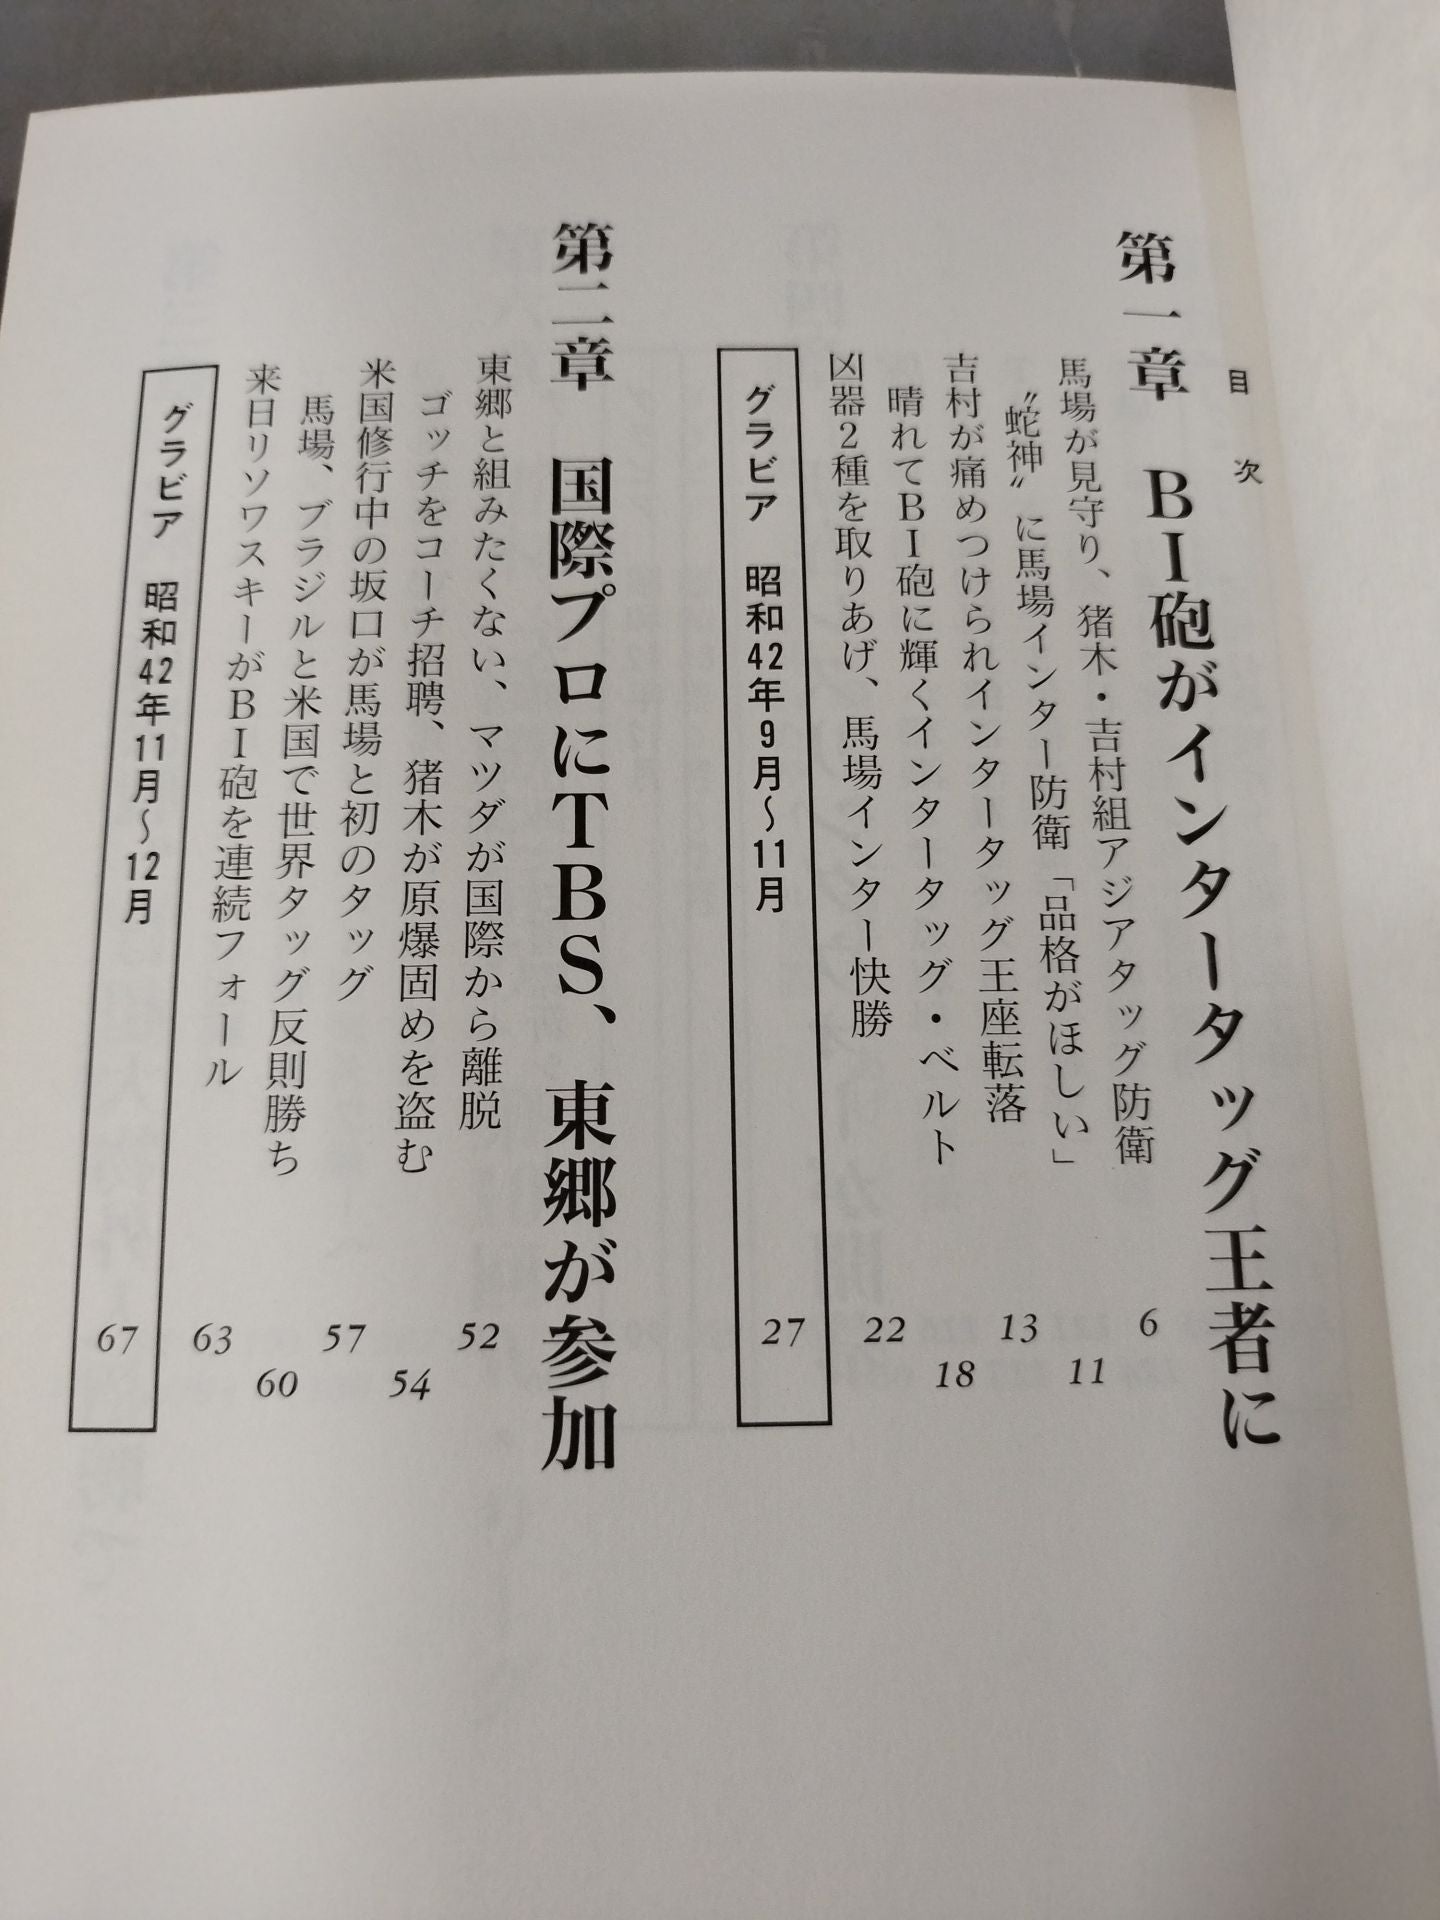 目次
第一章 BI砲がインタータッグ王者に
馬場が見守り、猪木・吉村組アジアタッグ防衛 6
〝蛇神〟に馬場インター防衛「品格がほしい」 11
吉村が痛めつけられインタータッグ王座転落 13
晴れてBI砲に輝くインタータッグ・ベルト 18
凶器2種を取りあげ、馬場インター快勝 22
グラビア 昭和42年9月〜11月 27
第二章 国際プロにTBS、東郷が参加
東郷と組みたくない、マツダが国際から離脱 52
ゴッチをコーチ招聘、猪木が原爆固めを盗む 54
米国修行中の坂口が馬場と初のタッグ 57
馬場、ブラジルと米国で世界タッグ反則勝ち 60
来日リソワスキーがBI砲を連続フォール 63
グラビア 昭和42年11月〜12月 67